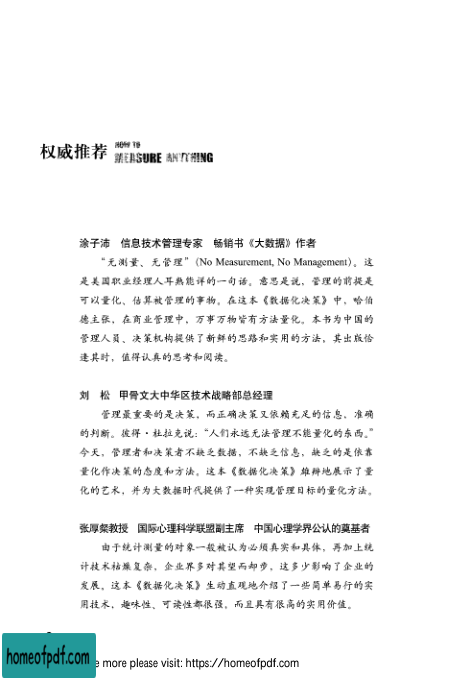 权威推荐
HOW TO
MEASURE ANYTHING
涂子沛 信息技术管理专家 畅销书《大数据》作者
“无测量、无管理”(No Measurement, No Management)。这
是美国职业经理人耳熟能详的一句话。意思是说，管理的前提是
可以量化、估算被管理的事物。在这本《数据化决策》中，哈伯
德主张，在商业管理中，万事万物皆有方法量化。本书为中国的
管理人员、决策机构提供了新鲜的思路和实用的方法，其出版恰
逢其时，值得认真的思考和阅读。
刘 松 甲骨文大中华区技术战略部总经理
管理最重要的是决策，而正确决策又依赖充足的信息，准确
的判断。彼得·杜拉克说：“人们永远无法管理不能量化的东西。”
今天，管理者和决策者不缺乏数据，不缺乏信息，缺乏的是依靠
量化作决策的态度和方法。这本《数据化决策》雄辩地展示了量
化的艺术，并为大数据时代提供了一种实现管理目标的量化方法。
张厚粲教授 国际心理科学联盟副主席 中国心理学界公认的奠基者
由于统计测量的对象一般被认为必须真实和具体，再加上统
计技术枯燥复杂，企业界多对其望而却步，这多少影响了企业的
发展。这本《数据化决策》生动直观地介绍了一些简单易行的实
用技术，趣味性、可读性都很强，而且具有很高的实用价值。
homeofpdf.com
more please visit: https://homeofpdf.com